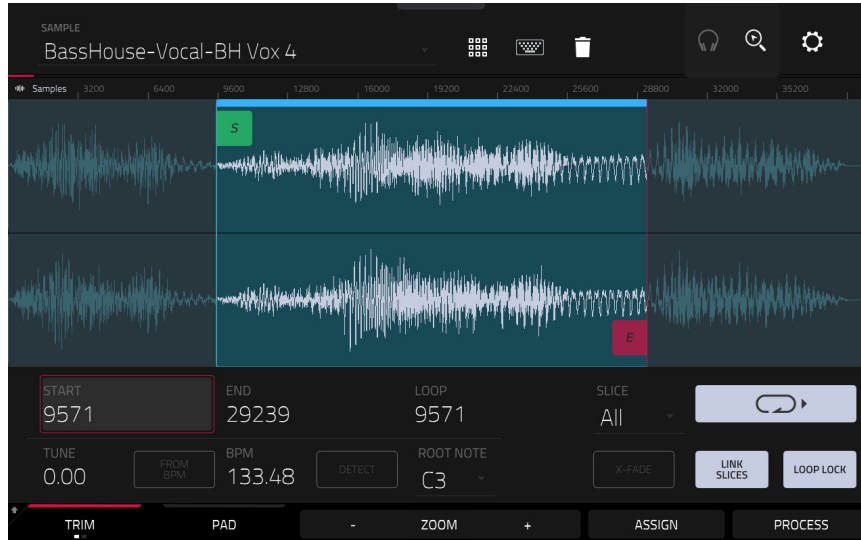 SAMPLE
BassHouse-Vocal-BH Vox 4
Samples 3200 6400 9600 12800 16000 19200 22400 25600 28800 32000 35200
S
E
START END LOOP SLICE
9571 29239 9571 All
TUNE BPM ROOT NOTE
0.00 FROM BPM 133.48 DETECT C3 X-FADE LINK SLICES LOOP LOCK
TRIM PAD - ZOOM + ASSIGN PROCESS